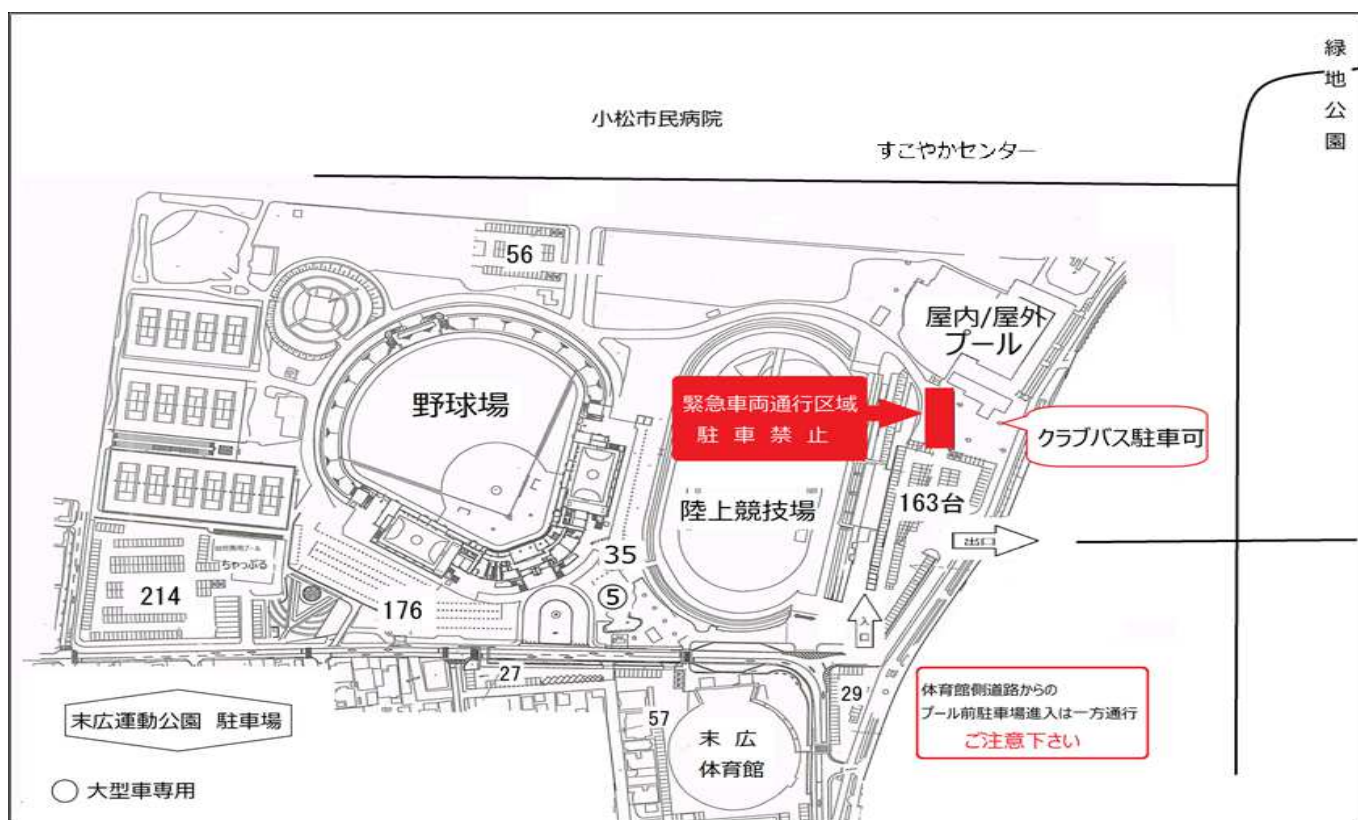 緑地公園
小松市民病院
すこやかセンター
56
屋内/屋外
プール
野球場
緊急車両通行区域
駐車禁止
クラブバス駐車可
163台
陸上競技場
出口
35
ちゃっぷる
214
176
⑤
入口
27
29
57
末広
体育館
体育館側道路からの
プール前駐車場進入は一方通行
ご注意下さい
末広運動公園 駐車場
○ 大型車専用